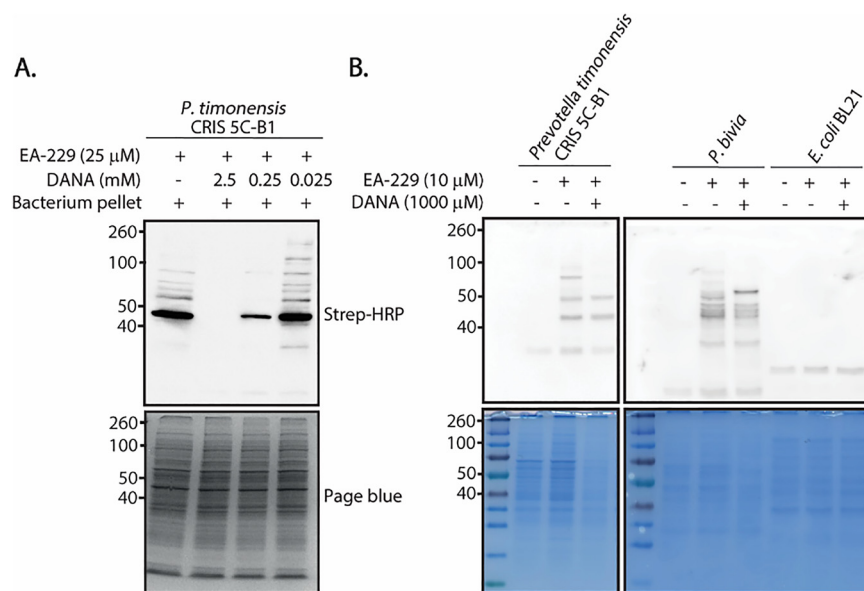 A.
P. timonensis
CRIS 5C-B1
EA-229 (25 μM) + + + +
DANA (mM) - 2.5 0.25 0.025
Bacterium pellet + + + +
260
100
50
40
Strep-HRP
260
100
50
40
Page blue
B.
Prevotella timonensis
CRIS 5C-B1
P. bivia
E. coli BL21
EA-229 (10 μM) - + + - + + - + +
DANA (1000 μM) - - + - - + - - +
260
100
50
40
260
100
50
40